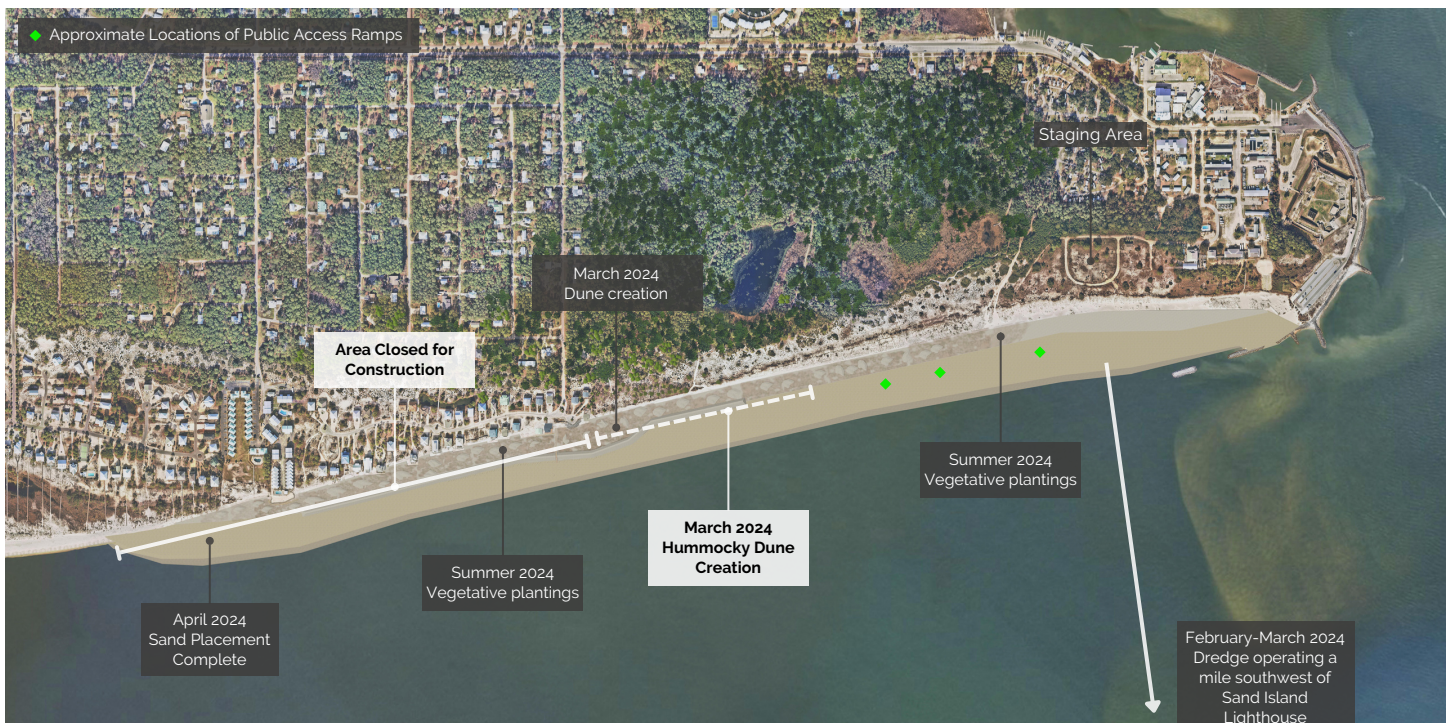 Approximate Locations of Public Access Ramps
Staging Area
March 2024
Dune creation
Area Closed for
Construction
Summer 2024
Vegetative plantings
March 2024
Hummocky Dune
Creation
Summer 2024
Vegetative plantings
April 2024
Sand Placement
Complete
February-March 2024
Dredge operating a
mile southwest of
Sand Island
Lighthouse